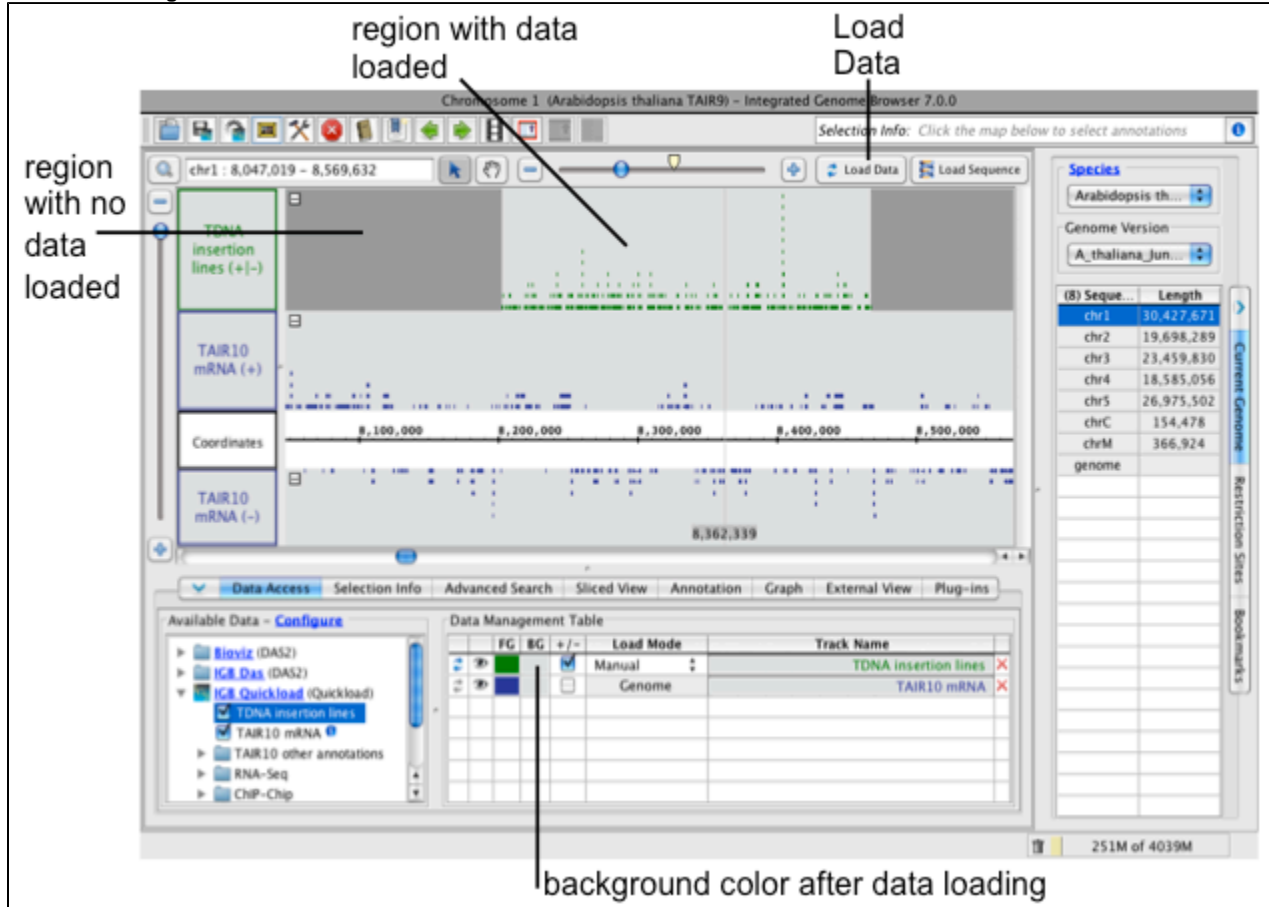 region with data
loaded
Load
Data
region
with no
data
loaded
Chromosome 1 (Arabidopsis thaliana TAIR9) – Integrated Genome Browser 7.0.0
Selection Info: Click the map below to select annotations
chr1 : 8,047,019 – 8,569,632
Load Data
Load Sequence
TDNA
insertion
lines (+|-)
TAIR10
mRNA (+)
Coordinates
8,100,000 8,200,000 8,300,000 8,400,000 8,500,000
TAIR10
mRNA (-)
8,362,339
Species
Arabidopsis th...
Genome Version
A_thaliana_Jun...
(8) Seque... Length
chr1 30,427,671
chr2 19,698,289
chr3 23,459,830
chr4 18,585,056
chr5 26,975,502
chrC 154,478
chrM 366,924
genome
Current Genome
Restriction Sites
Bookmarks
Data Access Selection Info Advanced Search Sliced View Annotation Graph External View Plug-ins
Available Data – Configure
Bioviz (DAS2)
IGB Das (DAS2)
IGB Quickload (Quickload)
TDNA insertion lines
TAIR10 mRNA
TAIR10 other annotations
RNA-Seq
ChIP-Chip
Data Management Table
FG BG +/- Load Mode Track Name
Manual TDNA insertion lines
Genome TAIR10 mRNA
251M of 4039M
background color after data loading